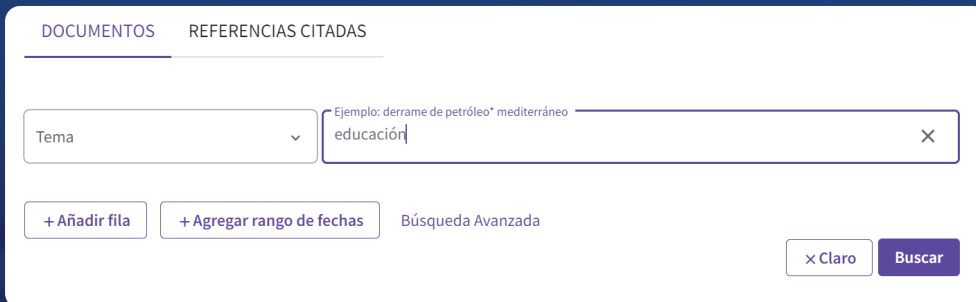 DOCUMENTOS REFERENCIAS CITADAS
Ejemplo: derrame de petróleo* mediterráneo
Tema educación
+ Añadir fila + Agregar rango de fechas Búsqueda Avanzada
× Claro Buscar